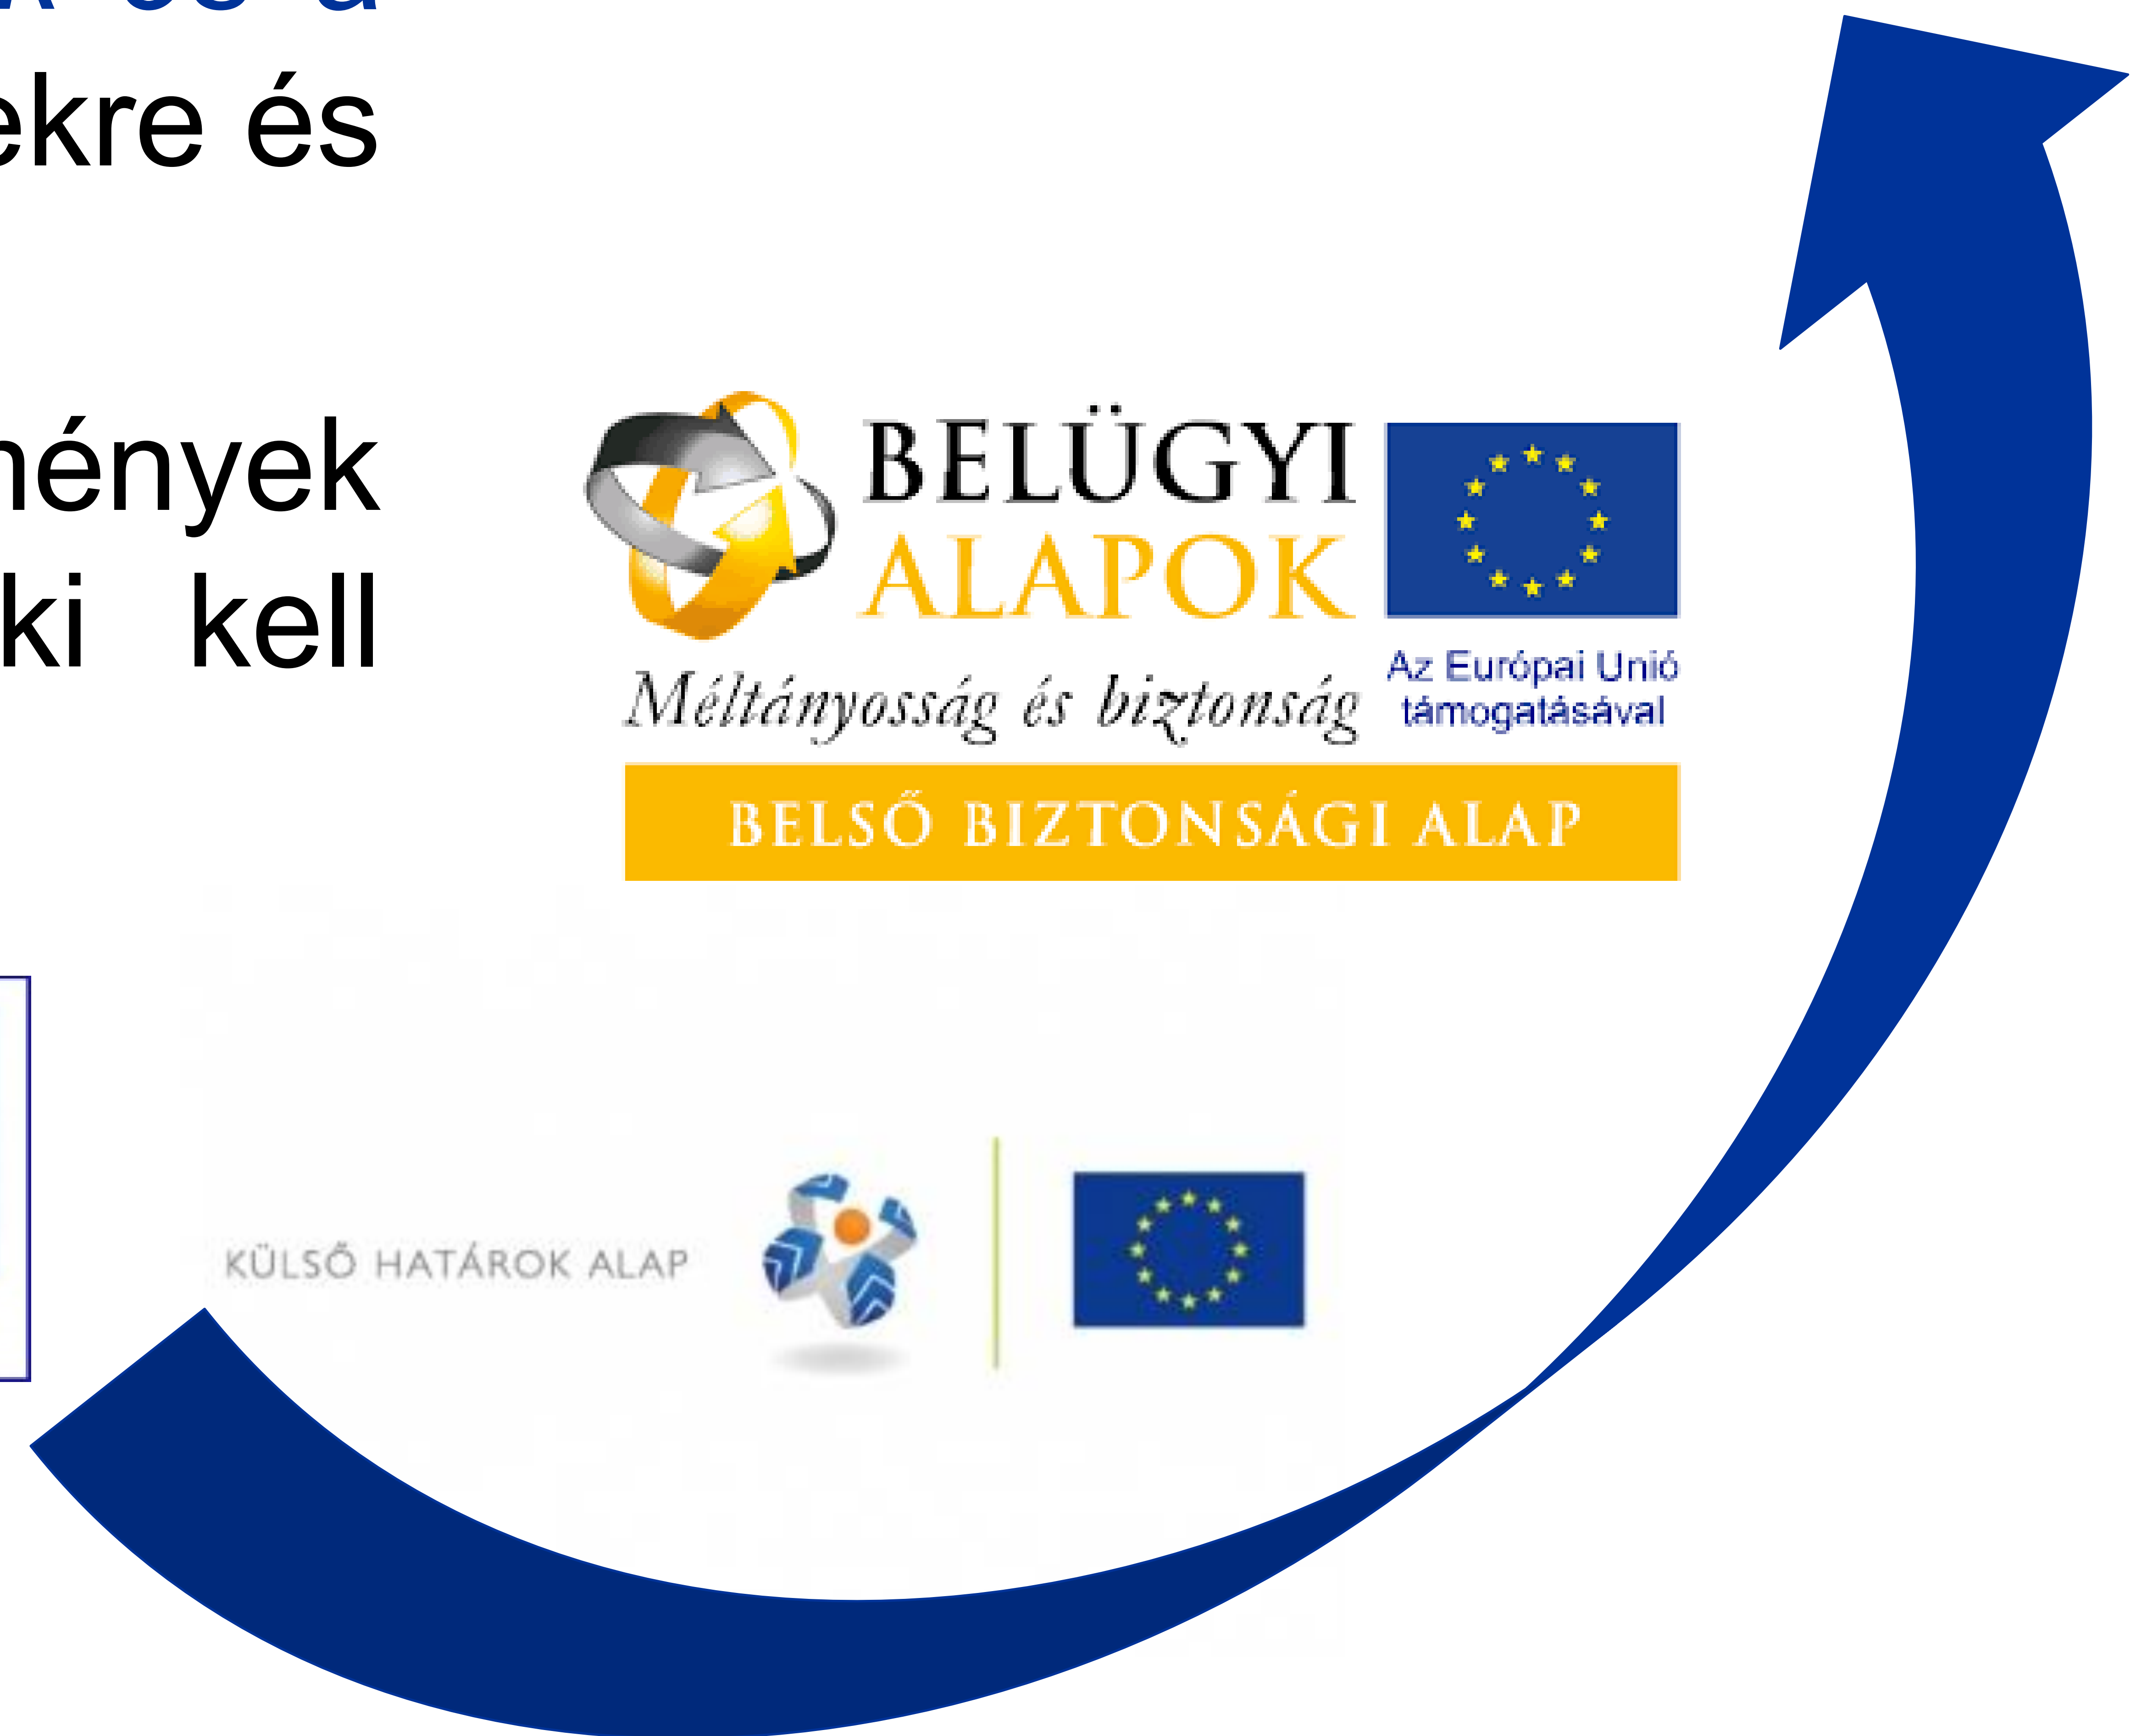 ekre és
mények
ki kell
BELÜGYI
ALAPOK
Méltányosság és biztonság
Az Európai Unió
támogatásával
BELSŐ BIZTONSÁGI ALAP
KÜLSŐ HATÁROK ALAP